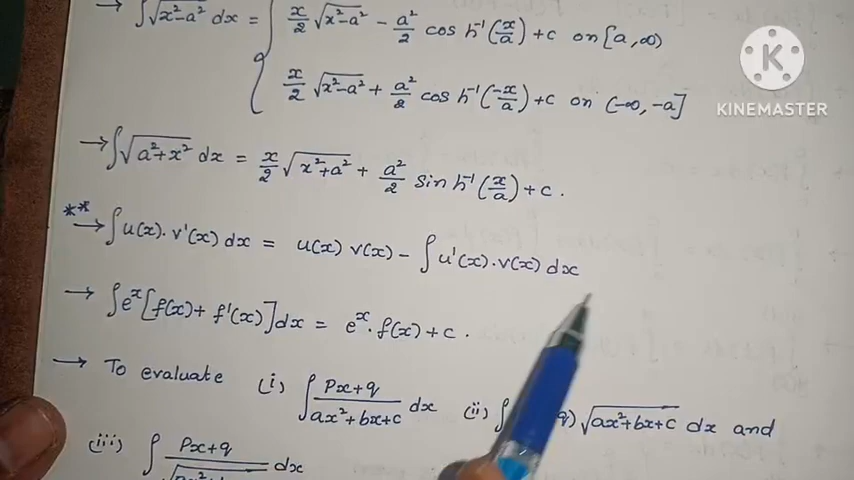 → ∫√x²-a² dx = { x/2 √x²-a² - a²/2 cos h⁻¹(x/a) + c on [a, ∞)
x/2 √x²-a² + a²/2 cos h⁻¹(-x/a) + c on (-∞, -a]
KINEMASTER
→ ∫√a²+x² dx = x/2 √x²+a² + a²/2 sin h⁻¹(x/a) + c.
** → ∫u(x).v'(x) dx = u(x) v(x) - ∫u'(x).v(x) dx
→ ∫eˣ[f(x) + f'(x)]dx = eˣ.f(x) + c.
→ To evaluate (i) ∫ Px+q / ax²+bx+c dx (ii) ∫ q) √ax²+bx+c dx and
(iii) ∫ Px+q / √ax² dx